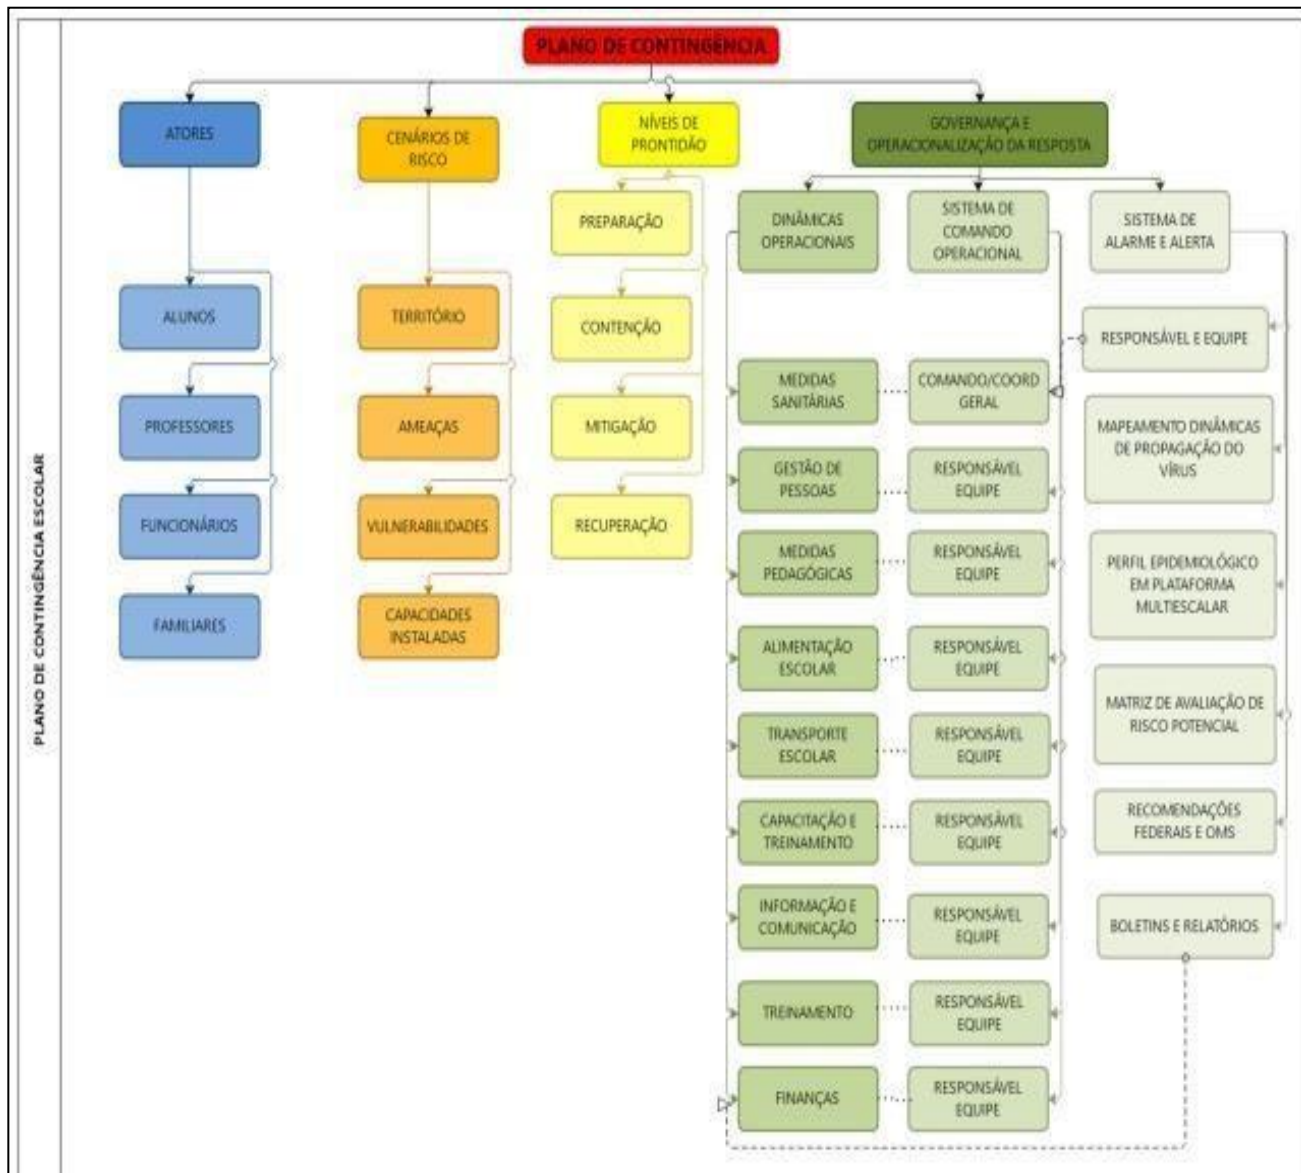 PLANO DE CONTINGÊNCIA ESCOLAR
PLANO DE CONTINGÊNCIA
ATORES
ALUNOS
PROFESSORES
FUNCIONÁRIOS
FAMILIARES
CENÁRIOS DE
RISCO
TERRITÓRIO
AMEAÇAS
VULNERABILIDADES
CAPACIDADES
INSTALADAS
NÍVEIS DE
PRONTIDÃO
PREPARAÇÃO
CONTENÇÃO
MITIGAÇÃO
RECUPERAÇÃO
GOVERNANÇA E
OPERACIONALIZAÇÃO DA RESPOSTA
DINÂMICAS
OPERACIONAIS
MEDIDAS
SANITÁRIAS
GESTÃO DE
PESSOAS
MEDIDAS
PEDAGÓGICAS
ALIMENTAÇÃO
ESCOLAR
TRANSPORTE
ESCOLAR
CAPACITAÇÃO E
TREINAMENTO
INFORMAÇÃO E
COMUNICAÇÃO
TREINAMENTO
FINANÇAS
SISTEMA DE
COMANDO
OPERACIONAL
COMANDO/COORD
GERAL
RESPONSÁVEL
EQUIPE
RESPONSÁVEL
EQUIPE
RESPONSÁVEL
EQUIPE
RESPONSÁVEL
EQUIPE
RESPONSÁVEL
EQUIPE
RESPONSÁVEL
EQUIPE
RESPONSÁVEL
EQUIPE
RESPONSÁVEL
EQUIPE
SISTEMA DE
ALARME E ALERTA
RESPONSÁVEL E EQUIPE
MAPEAMENTO DINÂMICAS
DE PROPAGAÇÃO DO
VÍRUS
PERFIL EPIDEMIOLÓGICO
EM PLATAFORMA
MULTIESCALAR
MATRIZ DE AVALIAÇÃO DE
RISCO POTENCIAL
RECOMENDAÇÕES
FEDERAIS E OMS
BOLETINS E RELATÓRIOS